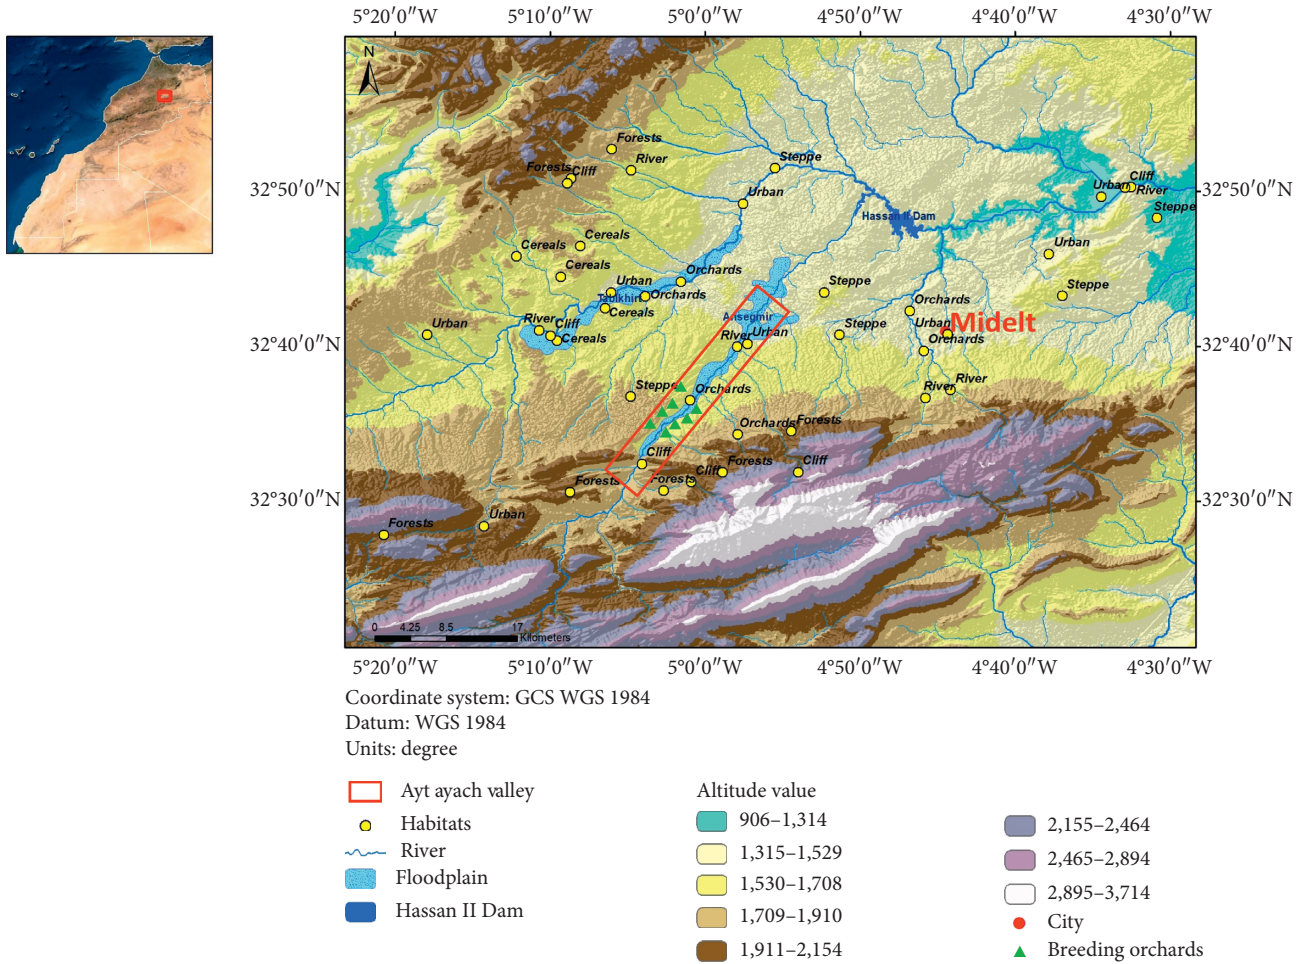 5°20′0″W 5°10′0″W 5°0′0″W 4°50′0″W 4°40′0″W 4°30′0″W
N
Forests
River
Steppe
Forests Cliff
Cliff
Urban River
32°50′0″N 32°50′0″N
Urban
Steppe
Hassan II Dam
Cereals
Cereals
Urban
Cereals
Orchards
Urban
Steppe
Steppe
Tabikhirt Orchards
Orchards
Cereals
Ansegmir
River
Cliff
Urban
Steppe
Urban Midelt
River Urban
Cereals
Orchards
32°40′0″N 32°40′0″N
Steppe
Orchards
River
River
Orchards Forests
Cliff
Forests
Cliff
Cliff
Forests
Forests
32°30′0″N 32°30′0″N
Urban
Forests
0 4.25 8.5 17
Kilometers
5°20′0″W 5°10′0″W 5°0′0″W 4°50′0″W 4°40′0″W 4°30′0″W
Coordinate system: GCS WGS 1984
Datum: WGS 1984
Units: degree
Ayt ayach valley
Habitats
River
Floodplain
Hassan II Dam
Altitude value
906–1,314
1,315–1,529
1,530–1,708
1,709–1,910
1,911–2,154
2,155–2,464
2,465–2,894
2,895–3,714
City
Breeding orchards